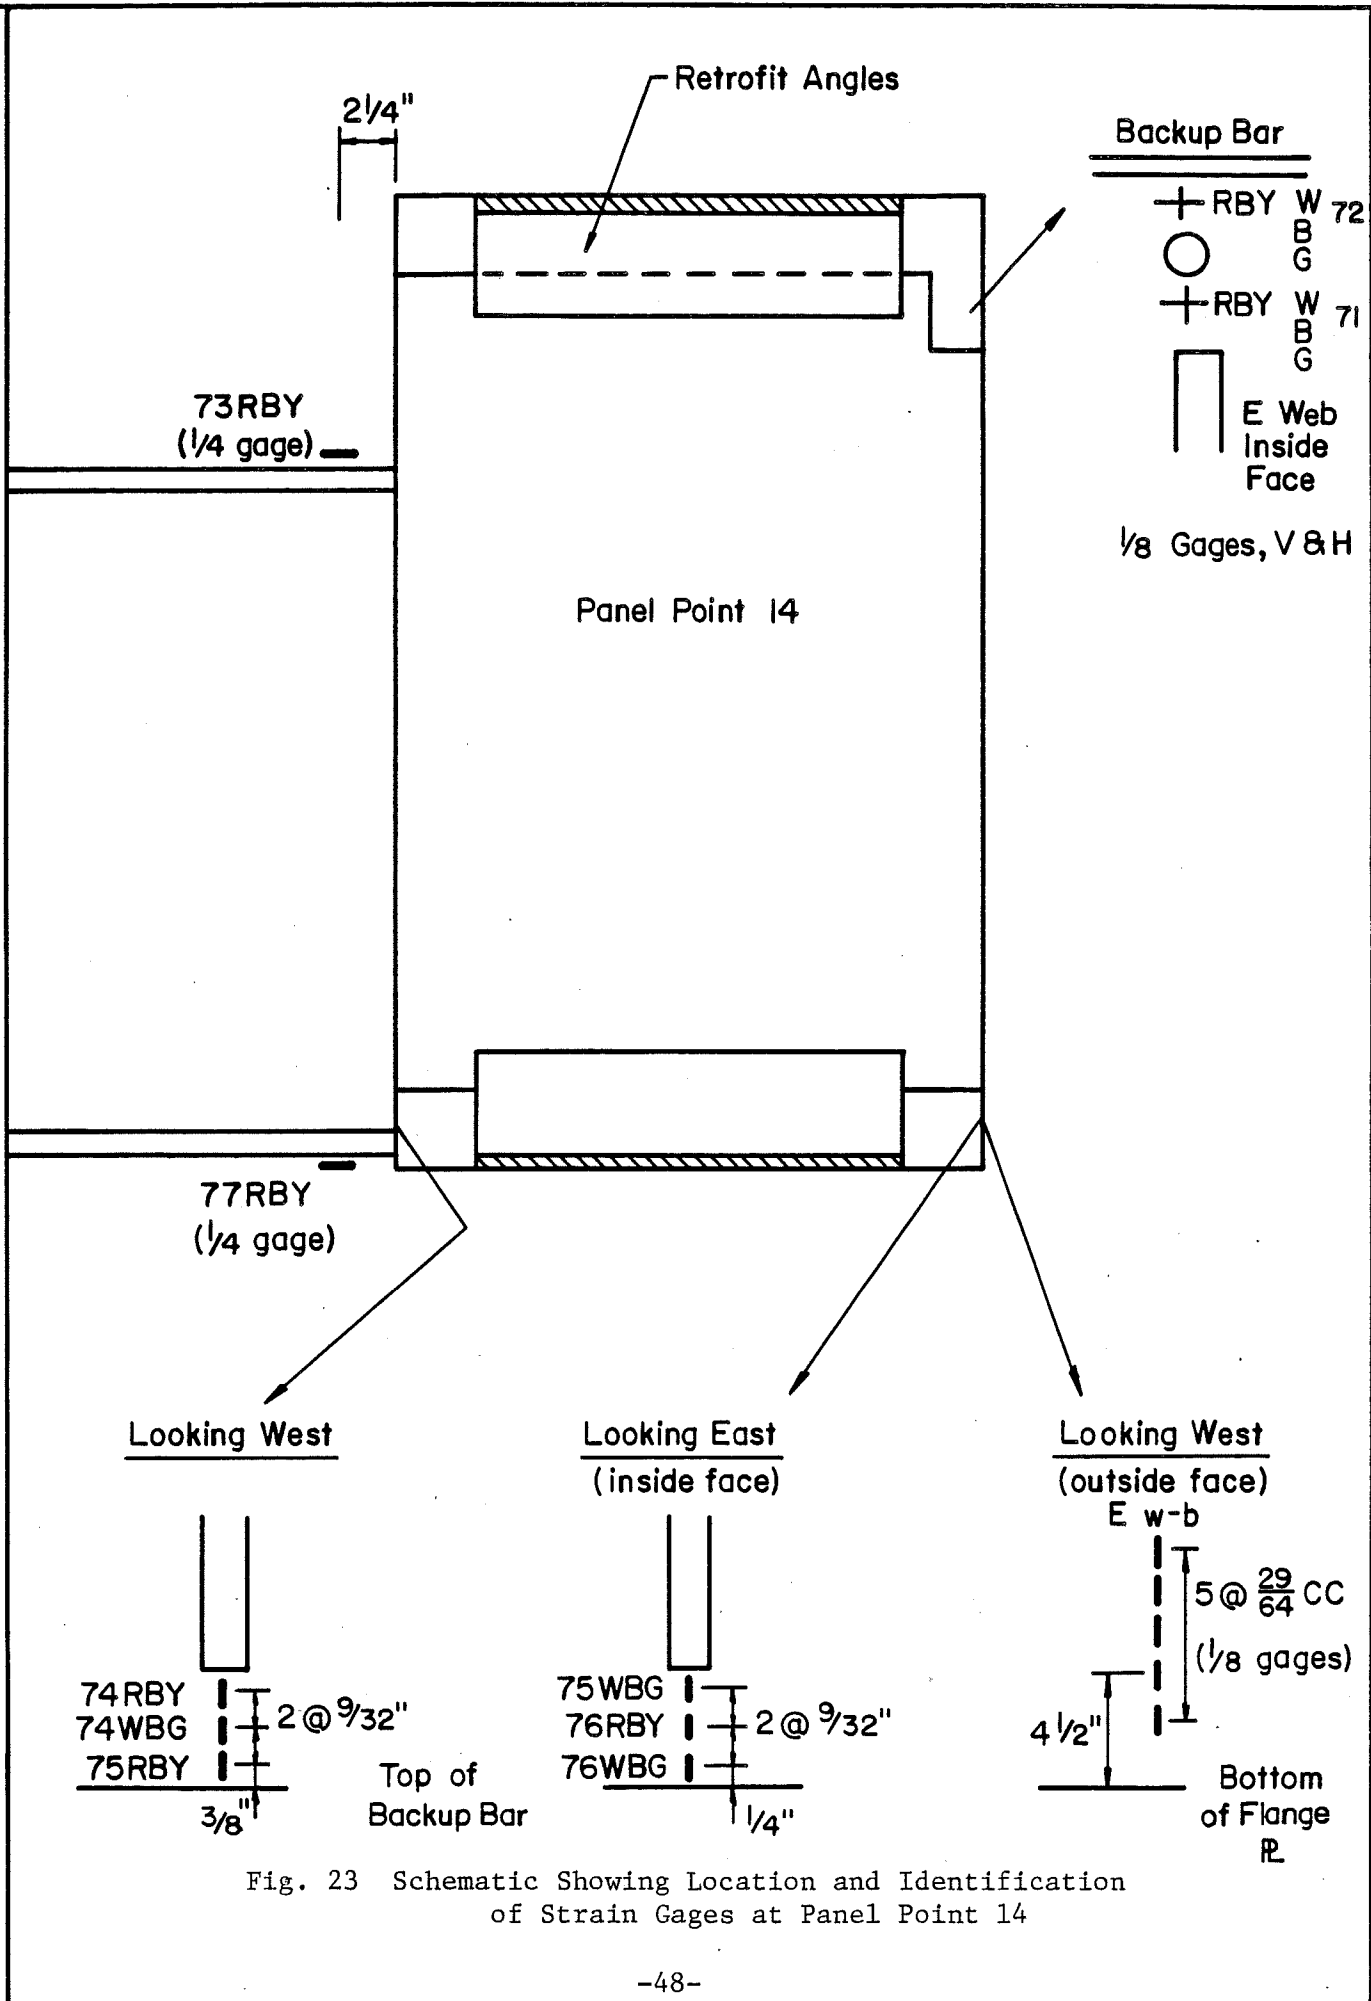 Retrofit Angles
2 1/4"
Backup Bar
RBY W 72
B
G
RBY W 71
B
G
E Web
Inside
Face
1/8 Gages, V & H
73RBY
(1/4 gage)
Panel Point 14
77RBY
(1/4 gage)
Looking West
74RBY
74WBG
75RBY
2 @ 9/32"
3/8"
Top of
Backup Bar
Looking East
(inside face)
75WBG
76RBY
76WBG
2 @ 9/32"
1/4"
Looking West
(outside face)
E w-b
5 @ 29/64 CC
(1/8 gages)
4 1/2"
Bottom
of Flange
PL
Fig. 23 Schematic Showing Location and Identification
of Strain Gages at Panel Point 14
-48-